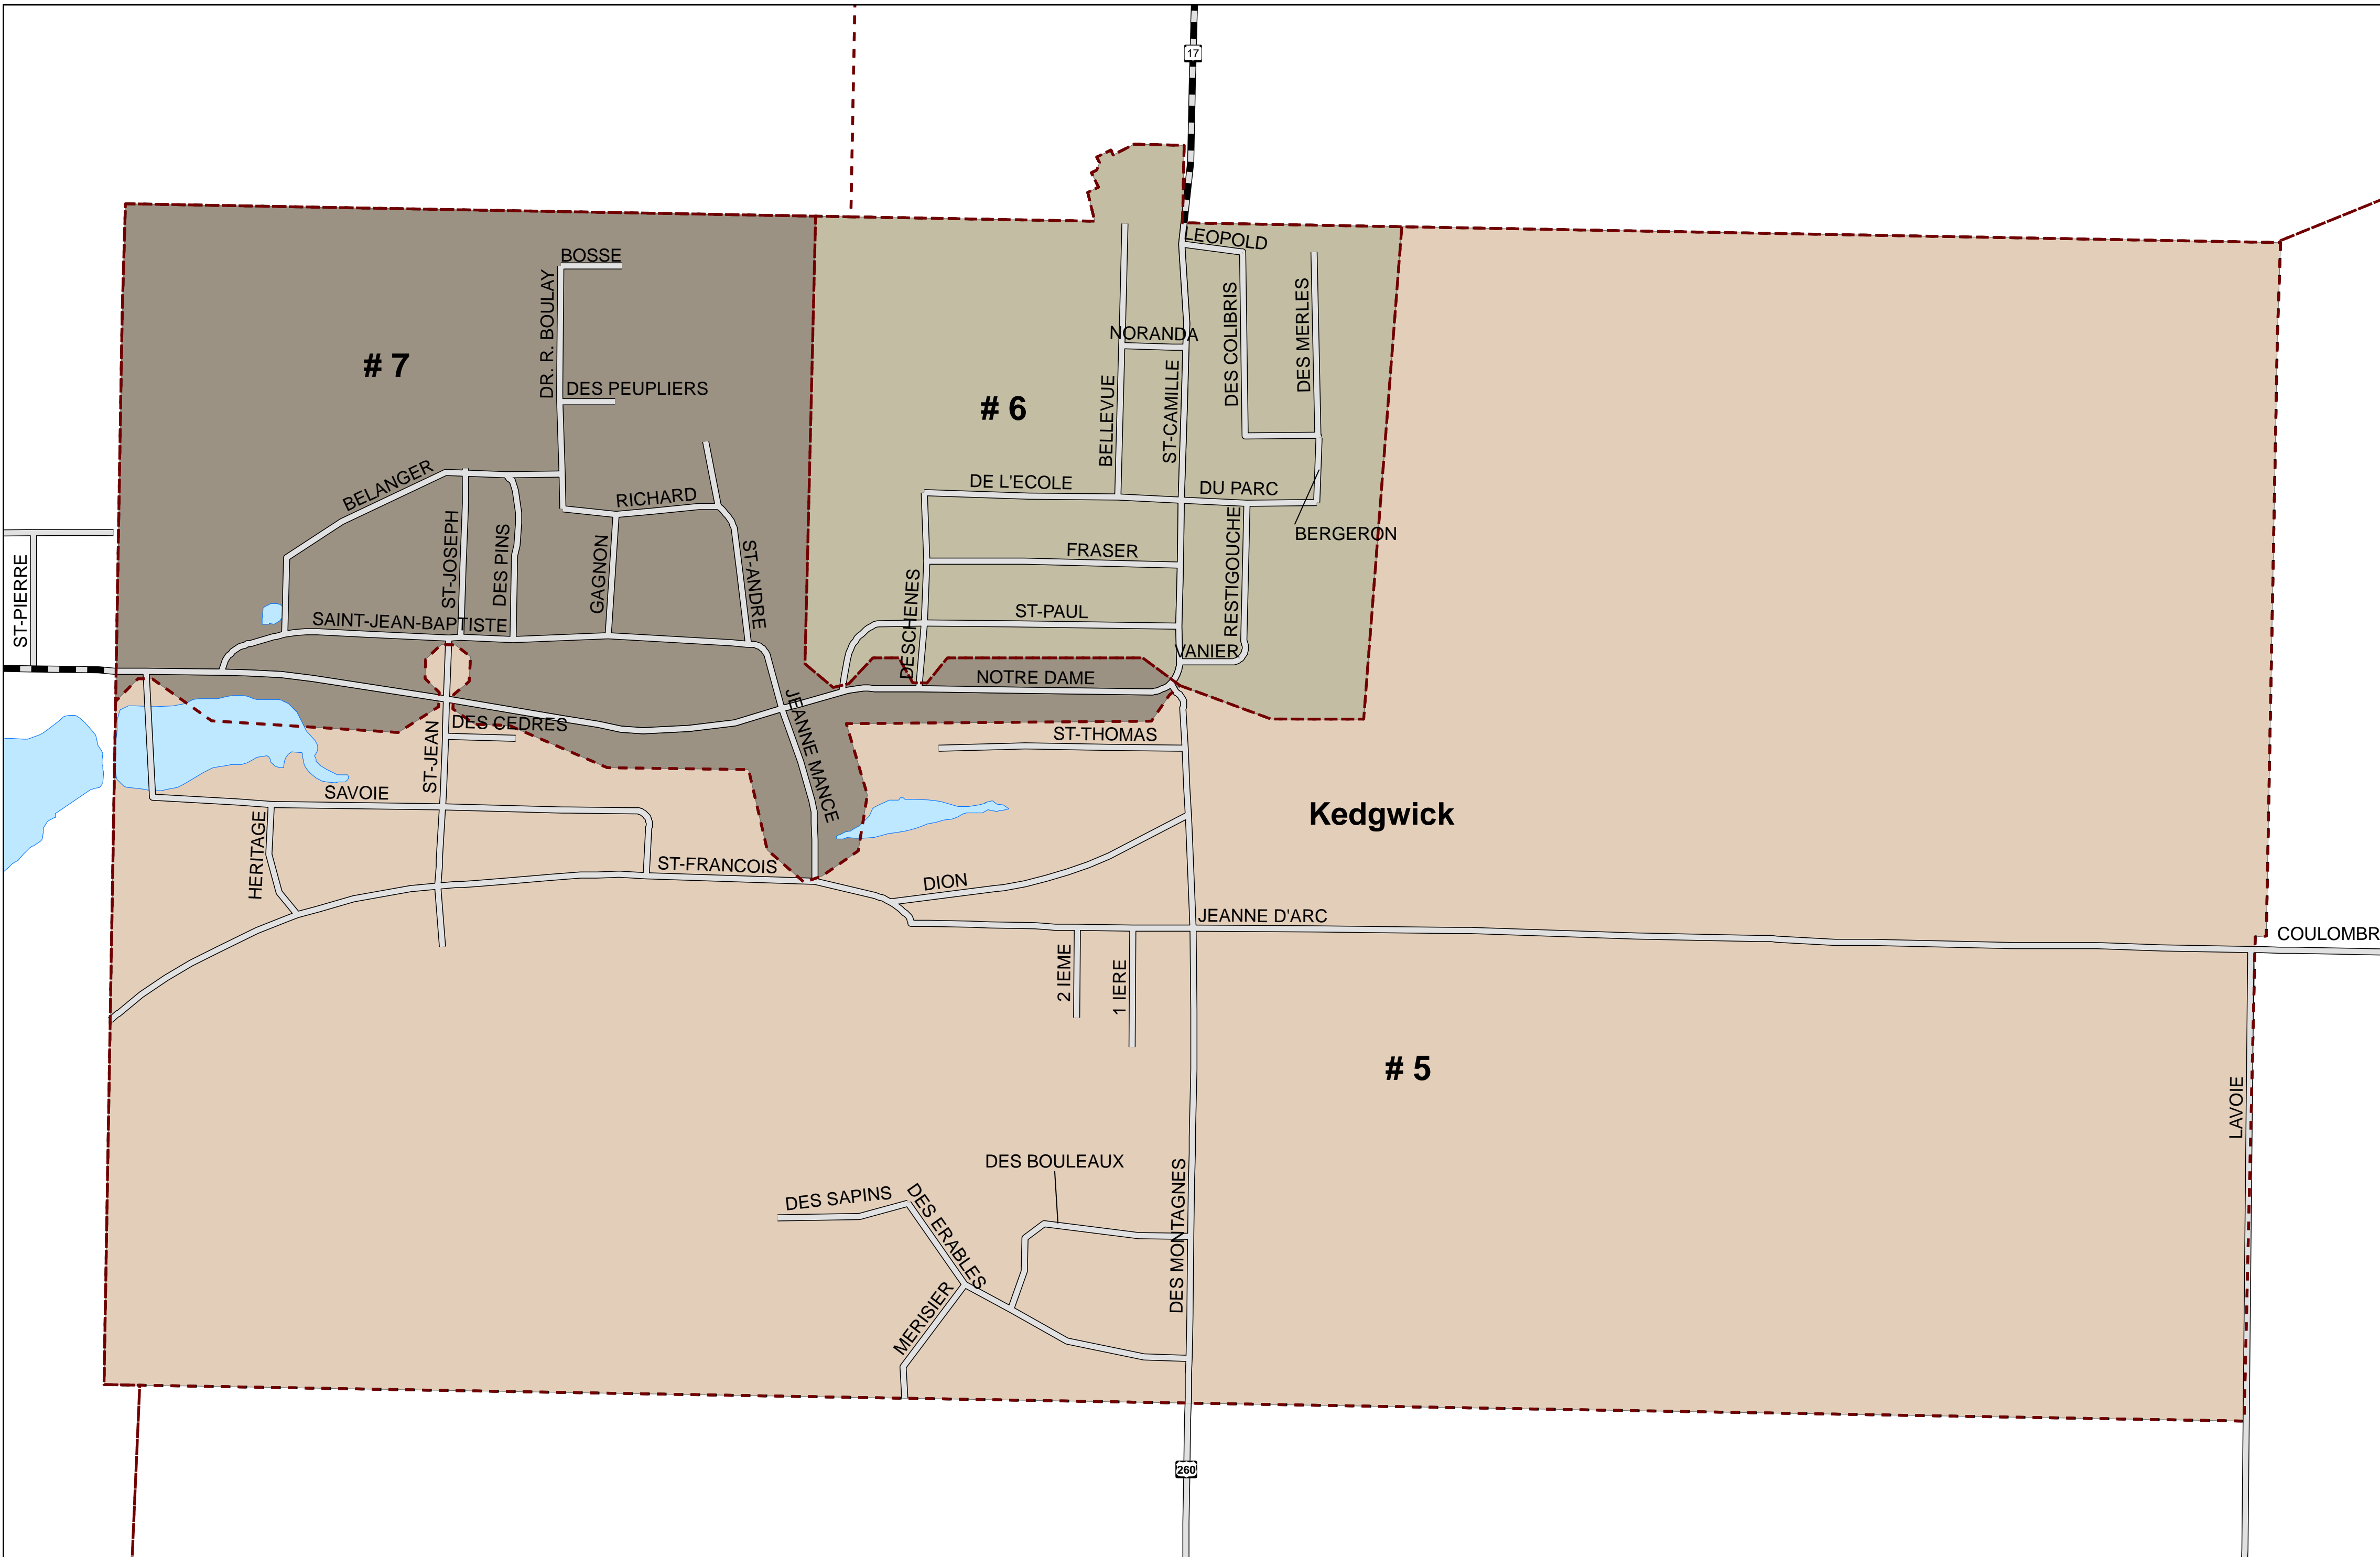 17
LEOPOLD
BOSSE
DR. R. BOULAY
DES COLIBRIS
DES MERLES
NORANDA
# 7
DES PEUPLIERS
# 6
BELLEVUE
ST-CAMILLE
BELANGER
RICHARD
DE L'ECOLE
DU PARC
BERGERON
ST-PIERRE
ST-JOSEPH
DES PINS
GAGNON
ST-ANDRE
FRASER
RESTIGOUCHE
DESCHENES
SAINT-JEAN-BAPTISTE
ST-PAUL
VANIER
NOTRE DAME
DES CEDRES
JEANNE MANCE
ST-THOMAS
ST-JEAN
SAVOIE
Kedgwick
HERITAGE
ST-FRANCOIS
DION
JEANNE D'ARC
COULOMBR
2 IEME
1 IERE
# 5
LAVOIE
DES BOULEAUX
DES SAPINS
DES ERABLES
DES MONTAGNES
MERISIER
260